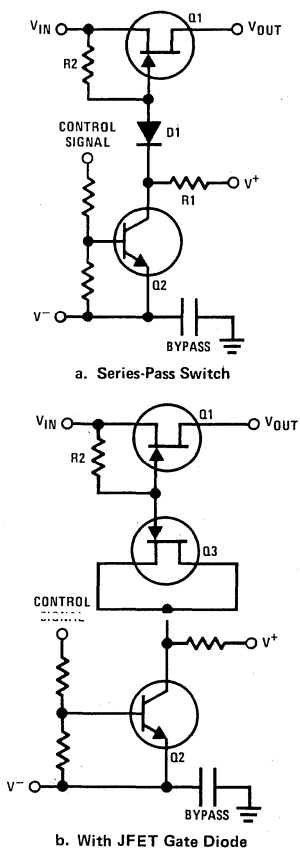 Q1
VIN
VOUT
R2
CONTROL
SIGNAL
D1
V+
R1
Q2
V−
BYPASS
a. Series-Pass Switch
Q1
VIN
VOUT
R2
Q3
CONTROL
V+
Q2
V−
BYPASS
b. With JFET Gate Diode